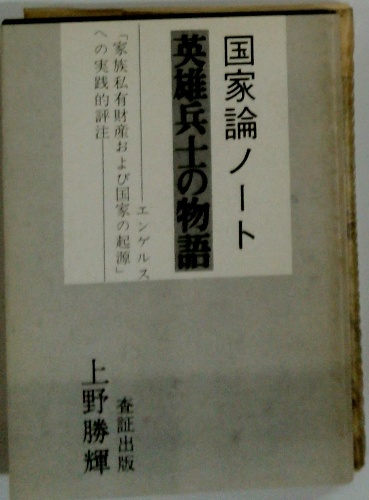 国家論ノート
英雄兵士の物語
エンゲルス
「家族私有財産および国家の起源」
への実践的評注
査証出版
上野勝輝